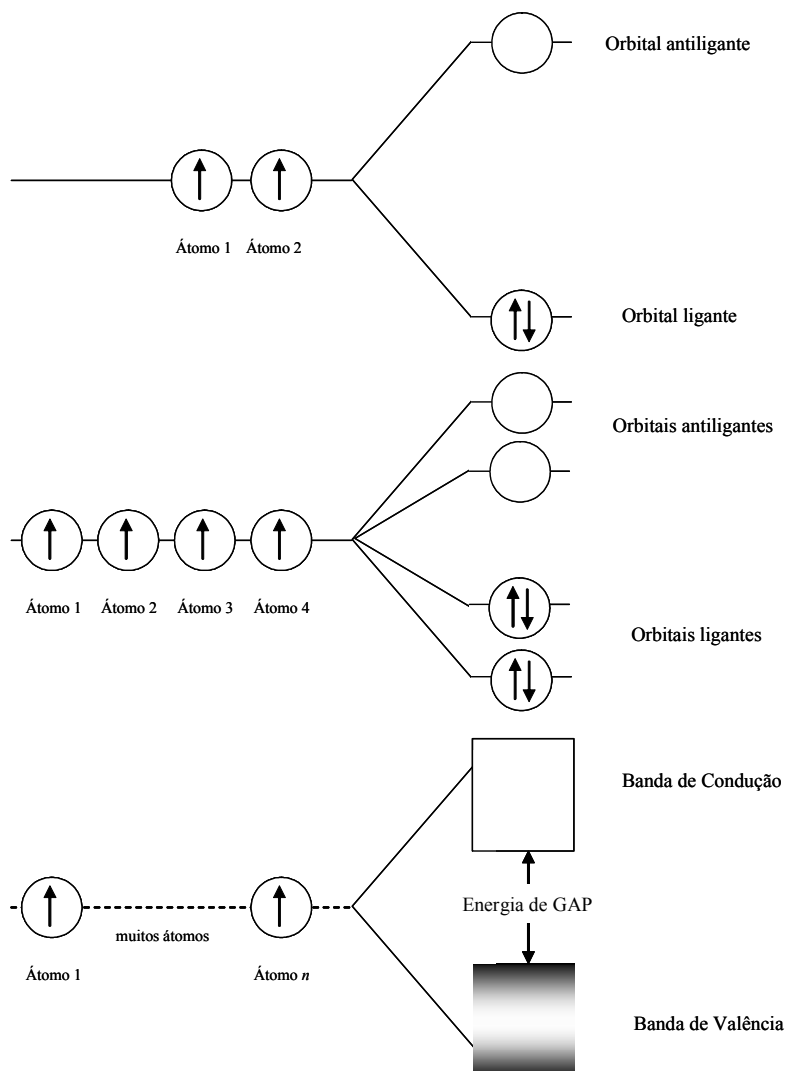 Orbital antiligante
Átomo 1 Átomo 2
Orbital ligante
Orbitais antiligantes
Átomo 1 Átomo 2 Átomo 3 Átomo 4
Orbitais ligantes
Banda de Condução
Energia de GAP
muitos átomos
Átomo 1 Átomo n
Banda de Valência